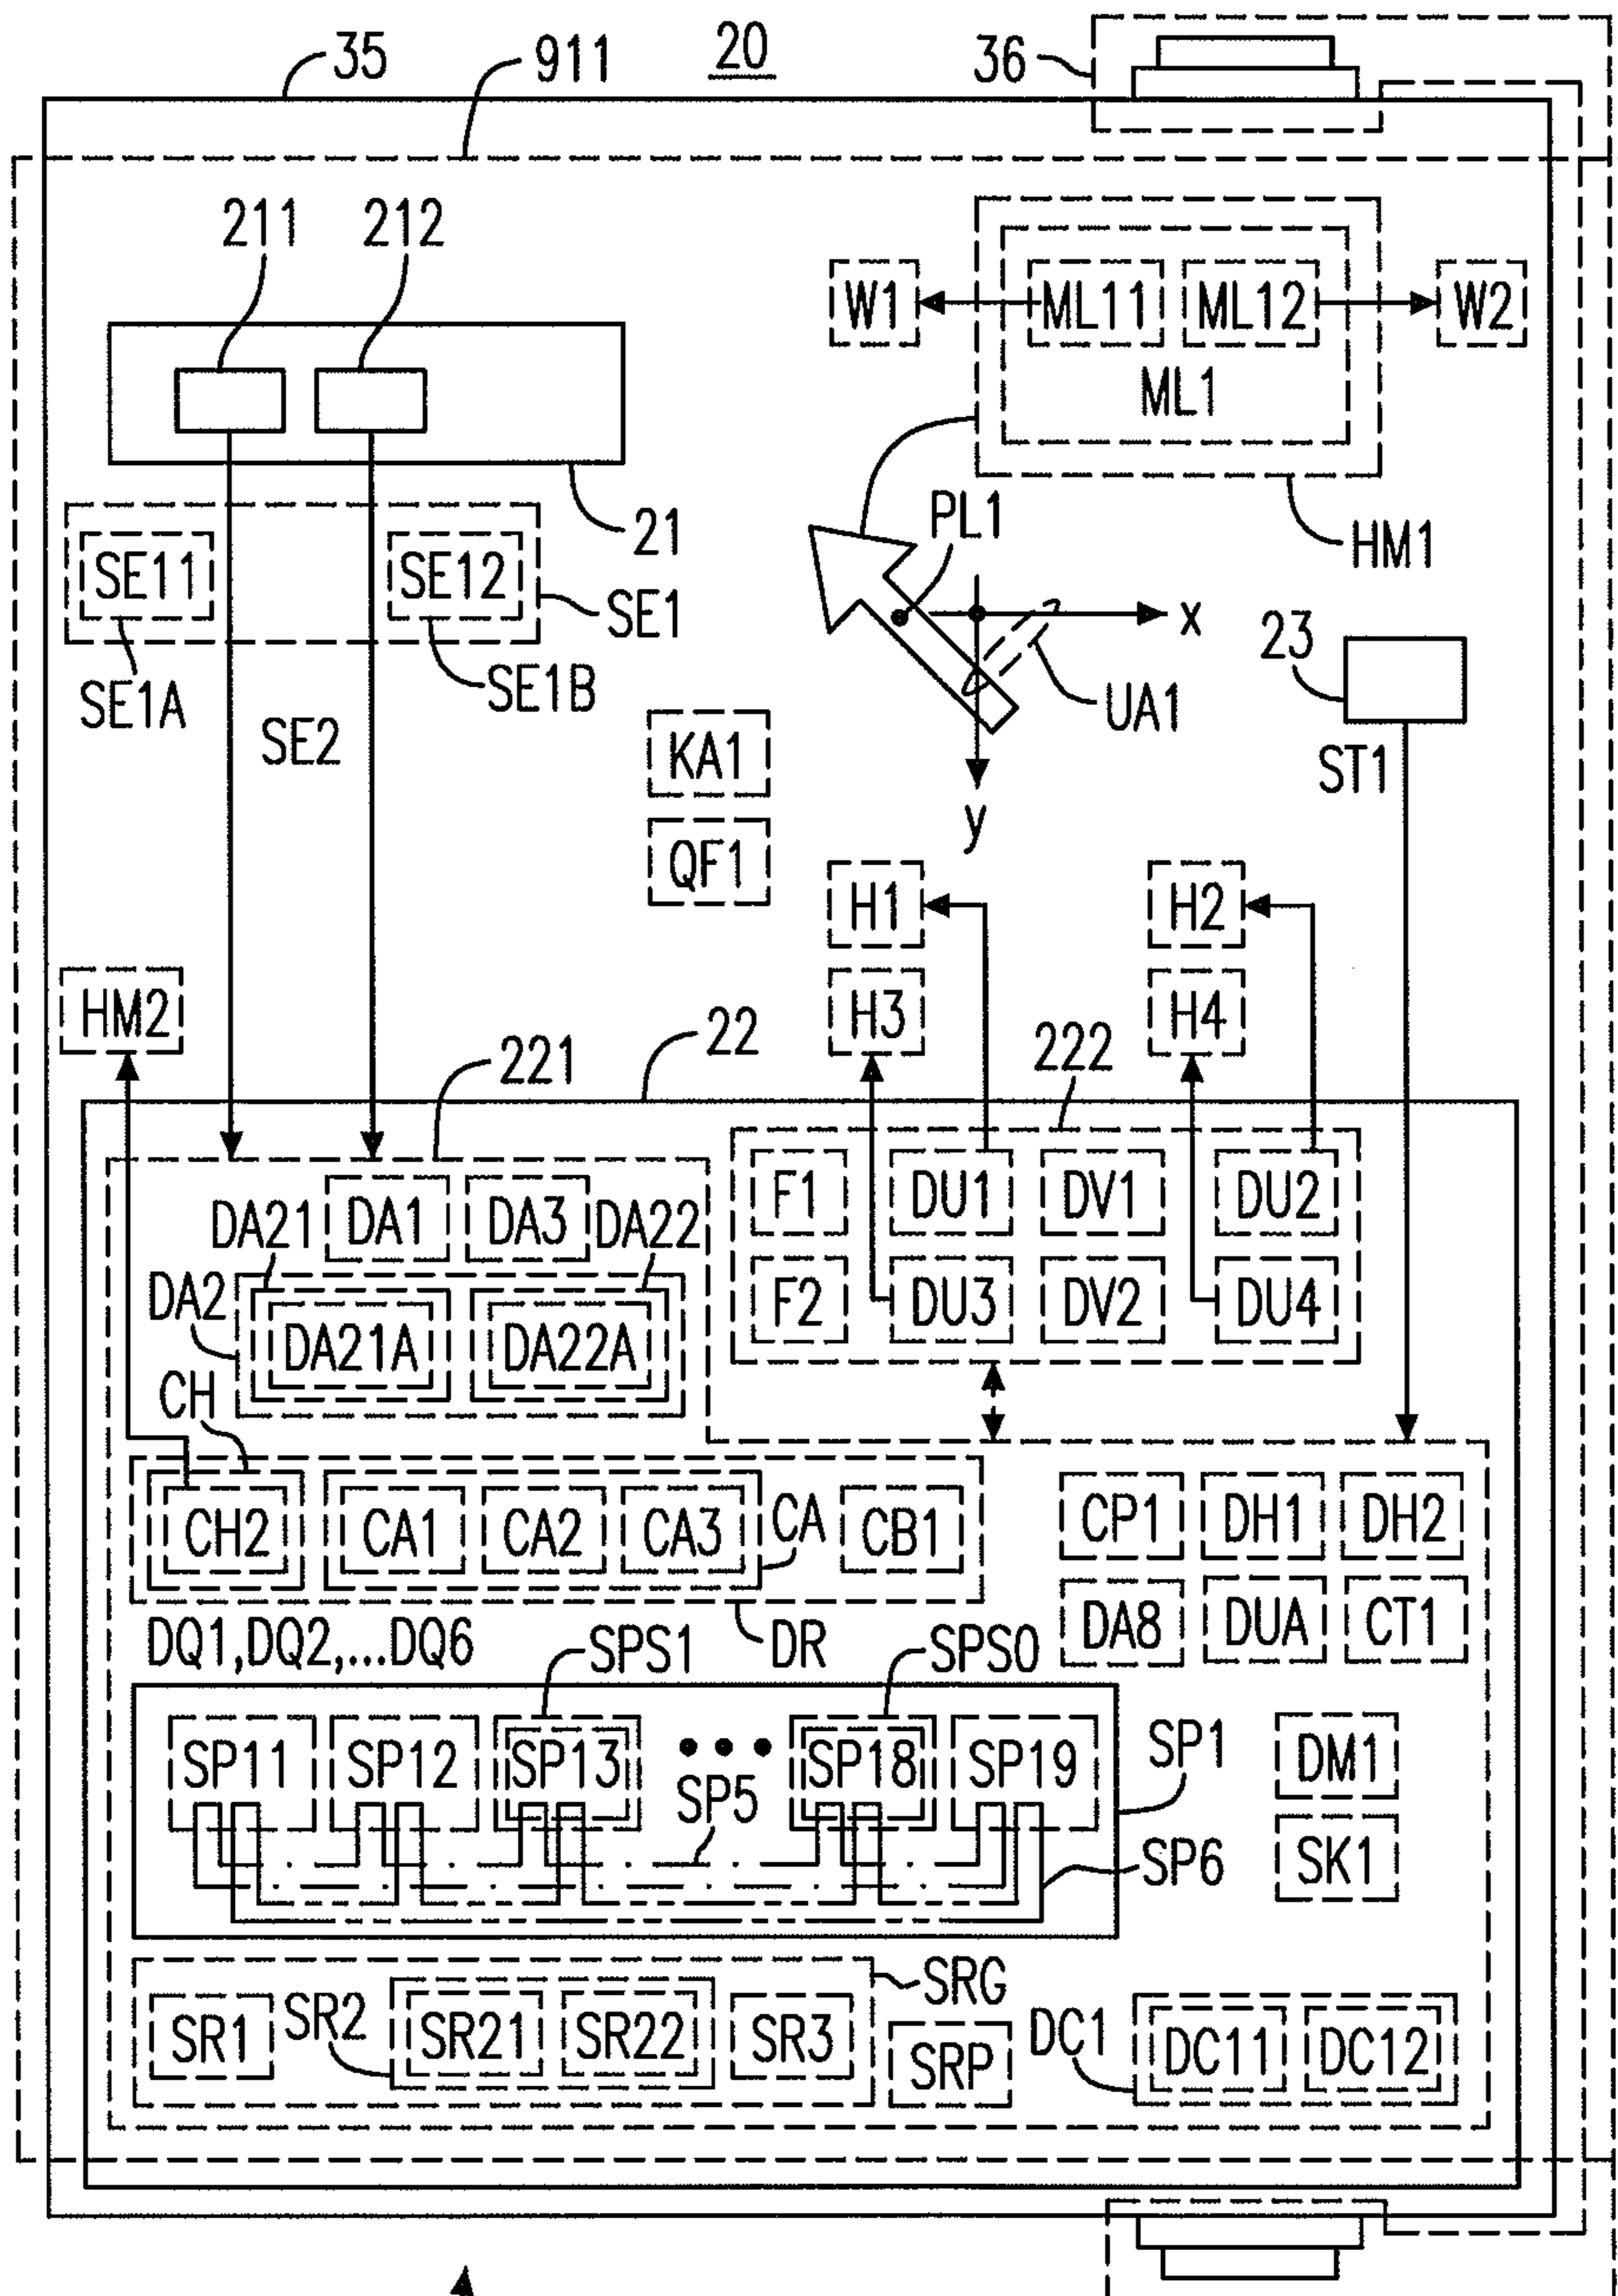 35
911
20
36
211
212
W1
ML11
ML12
W2
ML1
21
PL1
HM1
SE11
SE12
SE1
x
23
SE1A
SE1B
UA1
SE2
KA1
ST1
y
QF1
H1
H2
HM2
H3
H4
22
221
222
DA21
DA1
DA3
DA22
F1
DU1
DV1
DU2
DA2
DA21A
DA22A
F2
DU3
DV2
DU4
CH
CH2
CA1
CA2
CA3
CA
CB1
CP1
DH1
DH2
DQ1,DQ2,...DQ6
DR
DA8
DUA
CT1
SPS1
SPS0
SP11
SP12
SP13
SP18
SP19
SP1
DM1
SP5
SP6
SK1
SRG
SR1
SR2
SR21
SR22
SR3
SRP
DC1
DC11
DC12